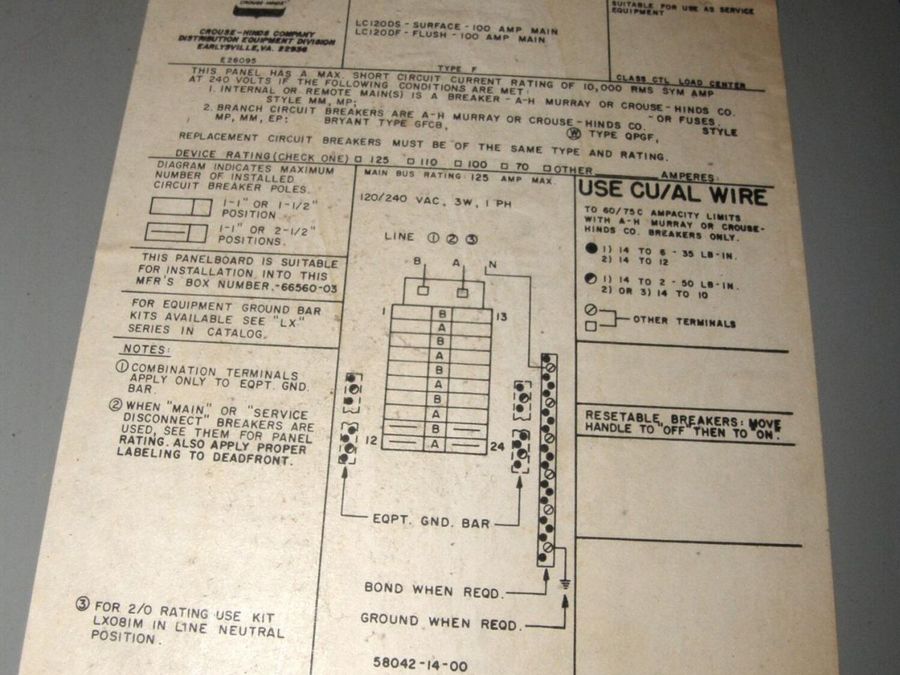 CROUSE-HINDS
CROUSE-HINDS COMPANY
DISTRIBUTION EQUIPMENT DIVISION
EARLYSVILLE, VA. 22936
E26095
LC120DS - SURFACE - 100 AMP MAIN
LC120DF - FLUSH - 100 AMP MAIN
TYPE F
SUITABLE FOR USE AS SERVICE
EQUIPMENT
CLASS CTL LOAD CENTER
THIS PANEL HAS A MAX. SHORT CIRCUIT CURRENT RATING OF 10,000 RMS SYM AMP
AT 240 VOLTS IF THE FOLLOWING CONDITIONS ARE MET:
1. INTERNAL OR REMOTE MAIN(S) IS A BREAKER - A-H MURRAY OR CROUSE-HINDS CO.
STYLE MM, MP; - OR FUSES.
2. BRANCH CIRCUIT BREAKERS ARE A-H MURRAY OR CROUSE-HINDS CO. STYLE
MP, MM, EP: BRYANT TYPE GFCB, W TYPE QPGF,
REPLACEMENT CIRCUIT BREAKERS MUST BE OF THE SAME TYPE AND RATING.
DEVICE RATING (CHECK ONE) □ 125 □ 110 □ 100 □ 70 □ OTHER AMPERES:
DIAGRAM INDICATES MAXIMUM
NUMBER OF INSTALLED
CIRCUIT BREAKER POLES.
1-1" OR 1-1/2"
POSITION
1-1" OR 2-1/2"
POSITIONS.
THIS PANELBOARD IS SUITABLE
FOR INSTALLATION INTO THIS
MFR'S BOX NUMBER.-66560-03
FOR EQUIPMENT GROUND BAR
KITS AVAILABLE SEE "LX"
SERIES IN CATALOG.
NOTES:
① COMBINATION TERMINALS
APPLY ONLY TO EQPT. GND.
BAR.
② WHEN "MAIN" OR "SERVICE
DISCONNECT" BREAKERS ARE
USED, SEE THEM FOR PANEL
RATING. ALSO APPLY PROPER
LABELING TO DEADFRONT.
③ FOR 2/0 RATING USE KIT
LX081M IN LINE NEUTRAL
POSITION.
MAIN BUS RATING: 125 AMP MAX.
120/240 VAC, 3W, 1 PH
LINE ① ② ③
B A N
1 B 13
A
B
A
B
A
B
A
B
12 A 24
EQPT. GND. BAR
BOND WHEN REQD.
GROUND WHEN REQD.
58042-14-00
USE CU/AL WIRE
TO 60/75 C AMPACITY LIMITS
WITH A-H MURRAY OR CROUSE-
HINDS CO. BREAKERS ONLY.
1) 14 TO 6 - 35 LB-IN.
2) 14 TO 12
1) 14 TO 2 - 50 LB-IN.
2) OR 3) 14 TO 10
OTHER TERMINALS
RESETABLE BREAKERS: MOVE
HANDLE TO "OFF THEN TO "ON".